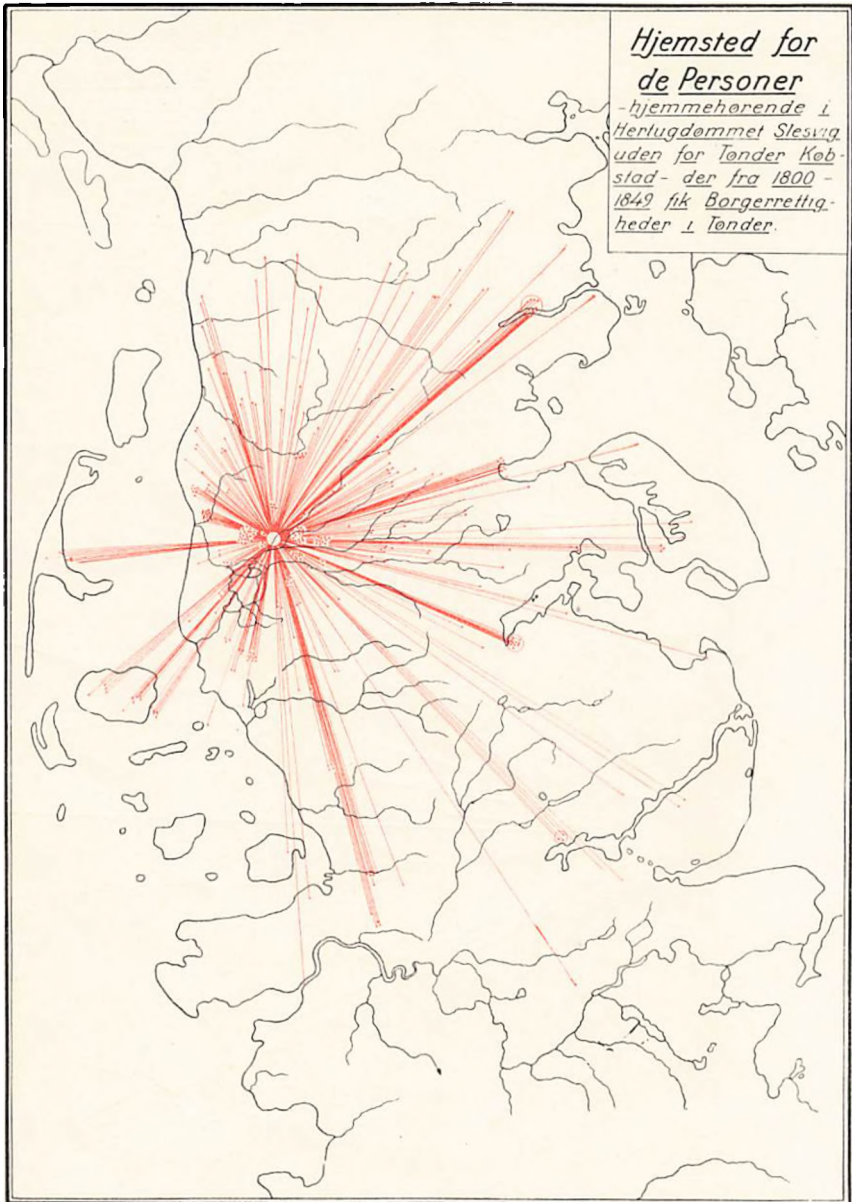 Hjemsted for
de Personer
-hjemmehørende i
Hertugdømmet Slesvig
uden for Tønder Køb-
stad- der fra 1800 -
1849 fik Borgerrettig-
heder i Tønder.